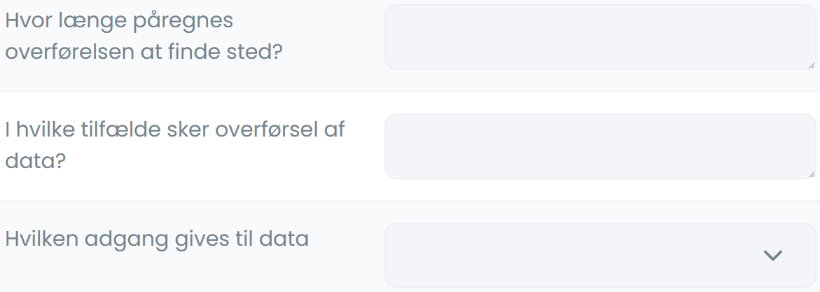 Hvor længe påregnes
overførelsen at finde sted?
I hvilke tilfælde sker overførsel af
data?
Hvilken adgang gives til data